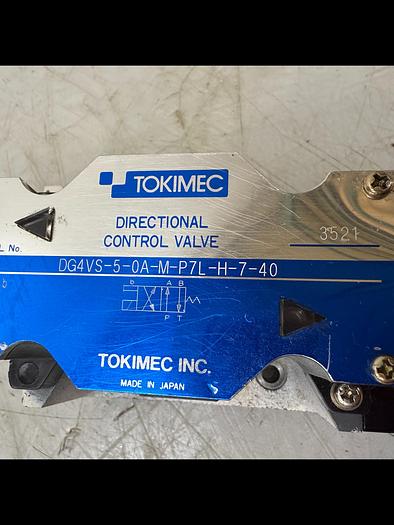 TOKIMEC
DIRECTIONAL
CONTROL VALVE
L No.
3521
DG4VS-5-0A-M-P7L-H-7-40
b A B
P T
b
TOKIMEC INC.
MADE IN JAPAN